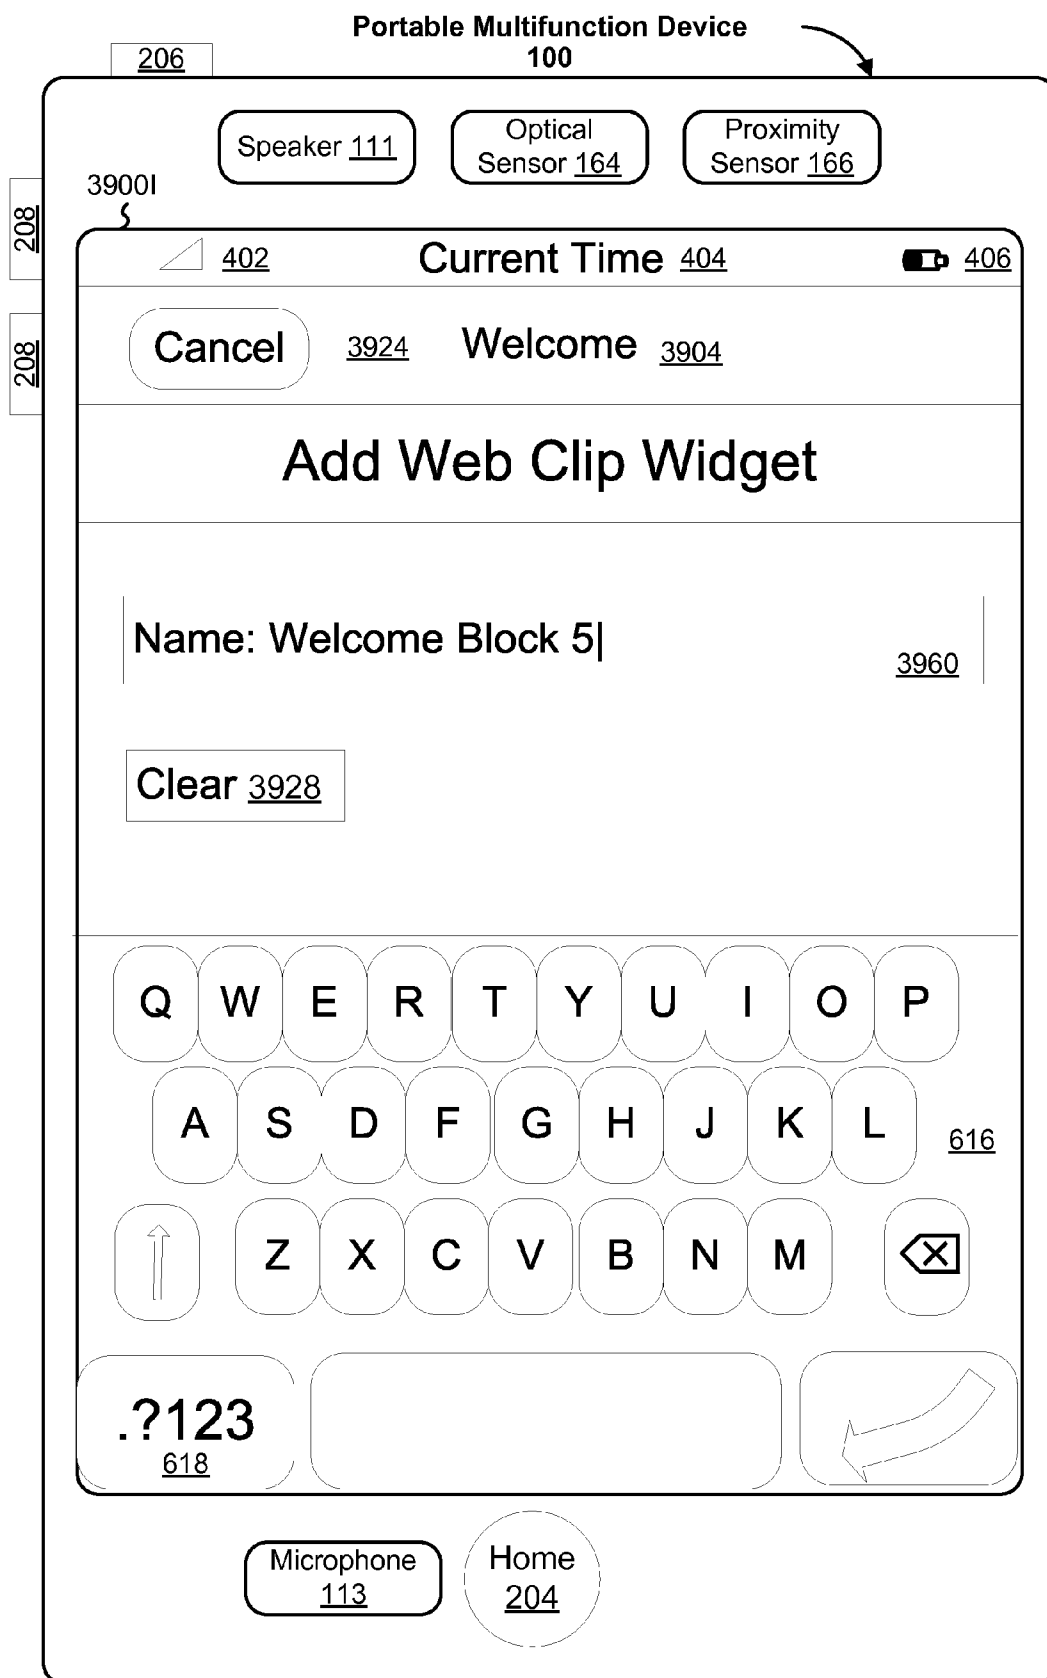 Portable Multifunction Device
100
206
Speaker 111
Optical
Sensor 164
Proximity
Sensor 166
3900I
208
208
402 Current Time 404 406
Cancel 3924 Welcome 3904
Add Web Clip Widget
Name: Welcome Block 5
3960
Clear 3928
Q W E R T Y U I O P
A S D F G H J K L
616
Z X C V B N M
.?123
618
Microphone
113
Home
204